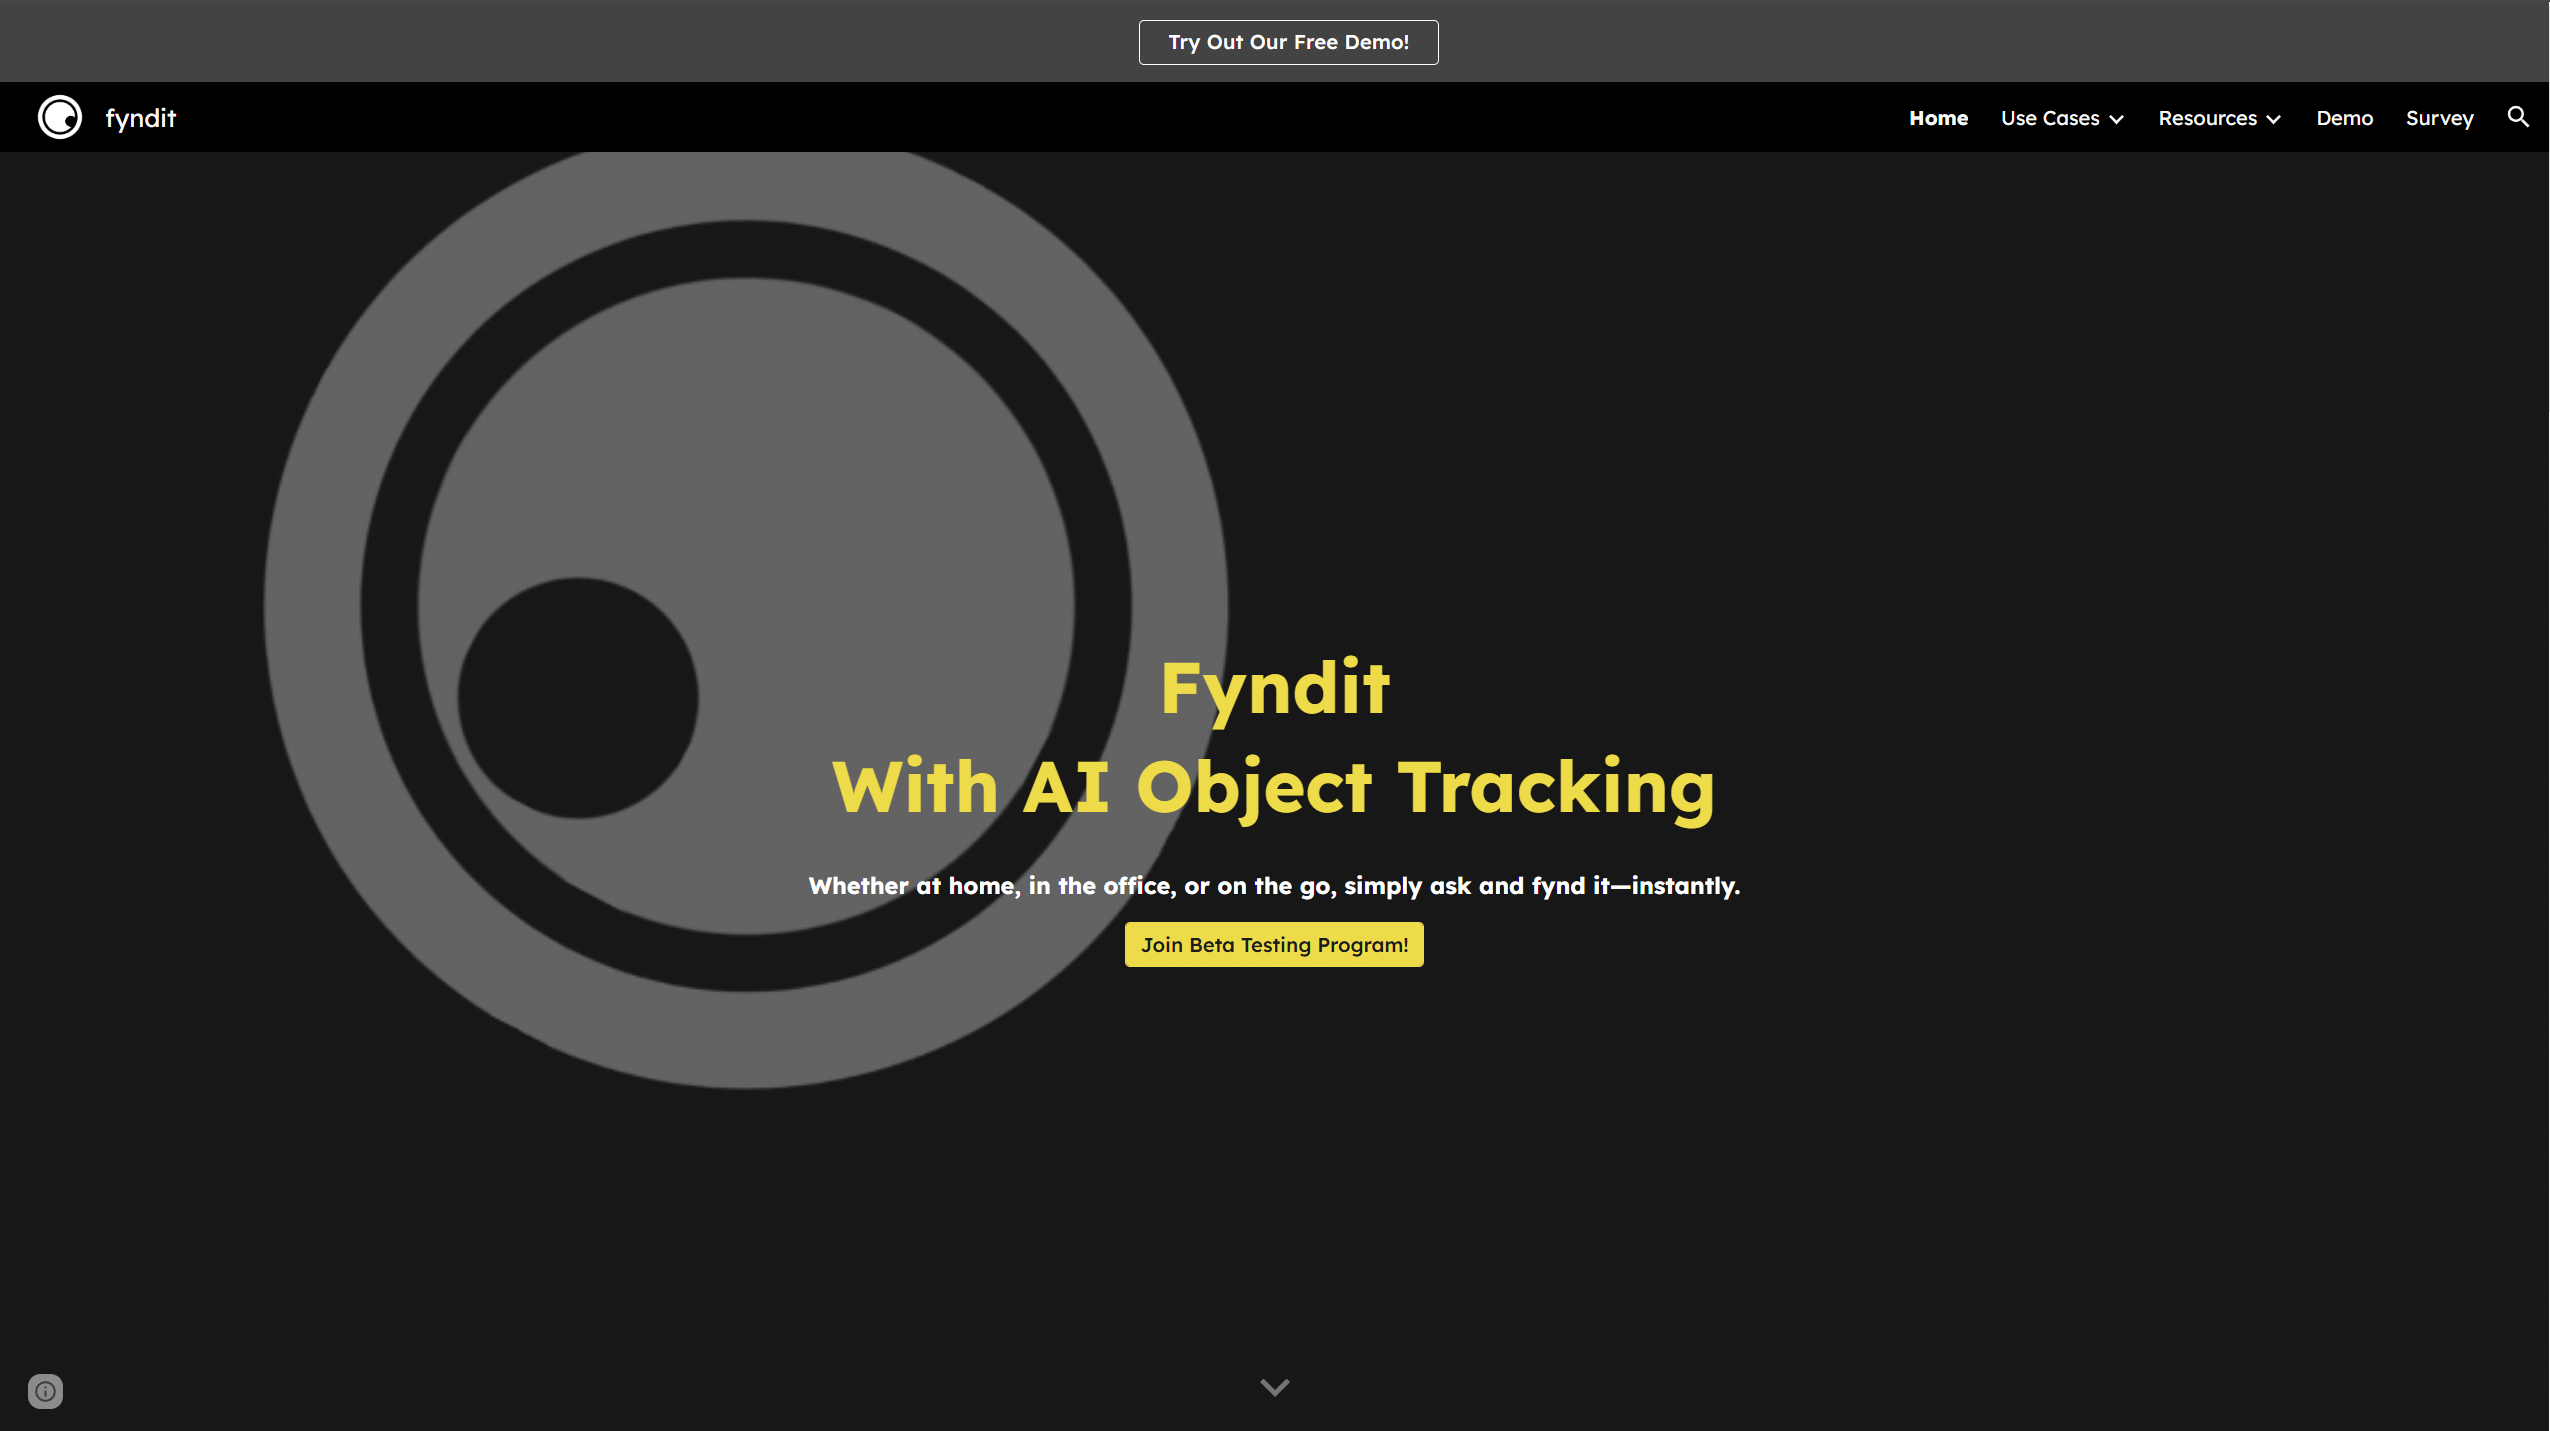 Try Out Our Free Demo!
fyndit
Home Use Cases Resources Demo Survey
Fyndit
With AI Object Tracking
Whether at home, in the office, or on the go, simply ask and fynd it—instantly.
Join Beta Testing Program!